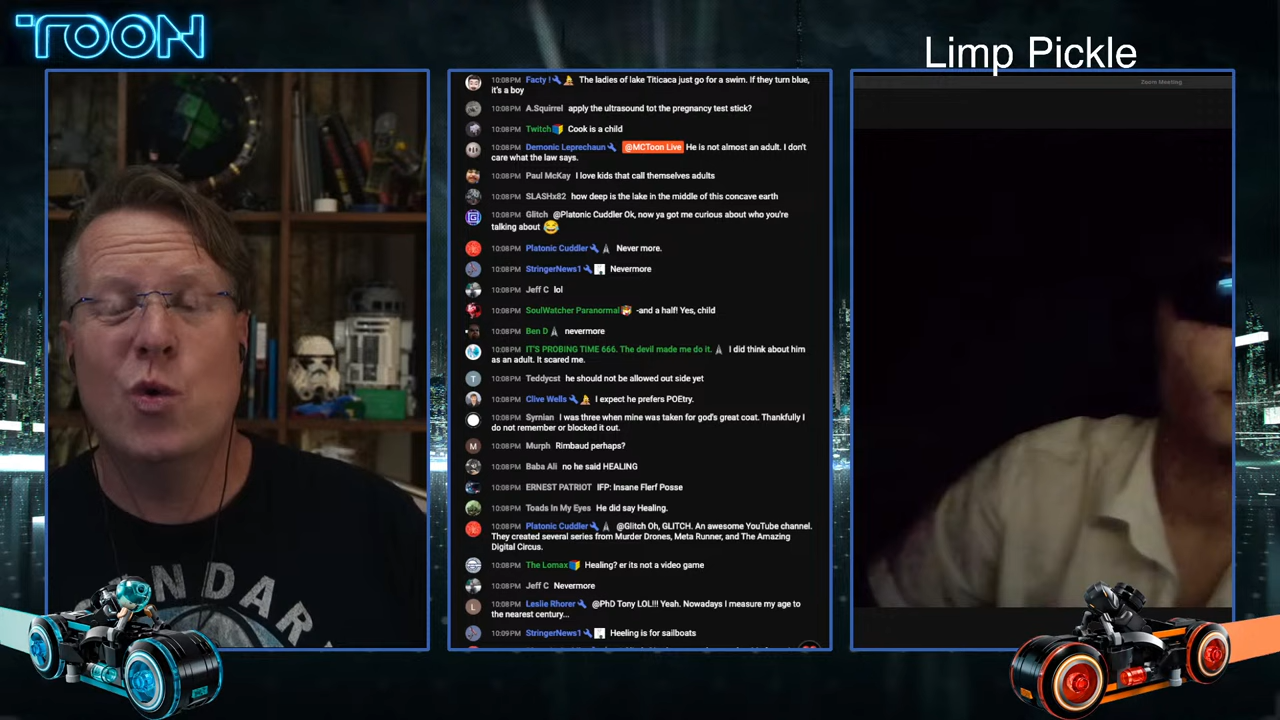 TOON
Limp Pickle
Zoom Meeting
10:08PM Facty ! The ladies of lake Titicaca just go for a swim. If they turn blue,
it's a boy
10:08PM A.Squirrel apply the ultrasound tot the pregnancy test stick?
10:08PM Twitch Cook is a child
10:08PM Demonic Leprechaun @MCToon Live He is not almost an adult. I don't
care what the law says.
10:08PM Paul McKay I love kids that call themselves adults
10:08PM SLASHx82 how deep is the lake in the middle of this concave earth
10:08PM Glitch @Platonic Cuddler Ok, now ya got me curious about who you're
talking about
10:08PM Platonic Cuddler Never more.
10:08PM StringerNews1 Nevermore
10:08PM Jeff C lol
10:08PM SoulWatcher Paranormal -and a half! Yes, child
10:08PM Ben D nevermore
10:08PM IT'S PROBING TIME 666. The devil made me do it. I did think about him
as an adult. It scared me.
10:08PM Teddycst he should not be allowed out side yet
10:08PM Clive Wells I expect he prefers POEtry.
10:08PM Symian I was three when mine was taken for god's great coat. Thankfully I
do not remember or blocked it out.
10:08PM Murph Rimbaud perhaps?
10:08PM Baba Ali no he said HEALING
10:08PM ERNEST PATRIOT IFP: Insane Flerf Posse
10:08PM Toads In My Eyes He did say Healing.
10:08PM Platonic Cuddler @Glitch Oh, GLITCH. An awesome YouTube channel.
They created several series from Murder Drones, Meta Runner, and The Amazing
Digital Circus.
10:08PM The Lomax Healing? er its not a video game
10:08PM Jeff C Nevermore
10:08PM Leslie Rhorer @PhD Tony LOL!!! Yeah. Nowadays I measure my age to
the nearest century...
10:09PM StringerNews1 Heeling is for sailboats
T
M
L